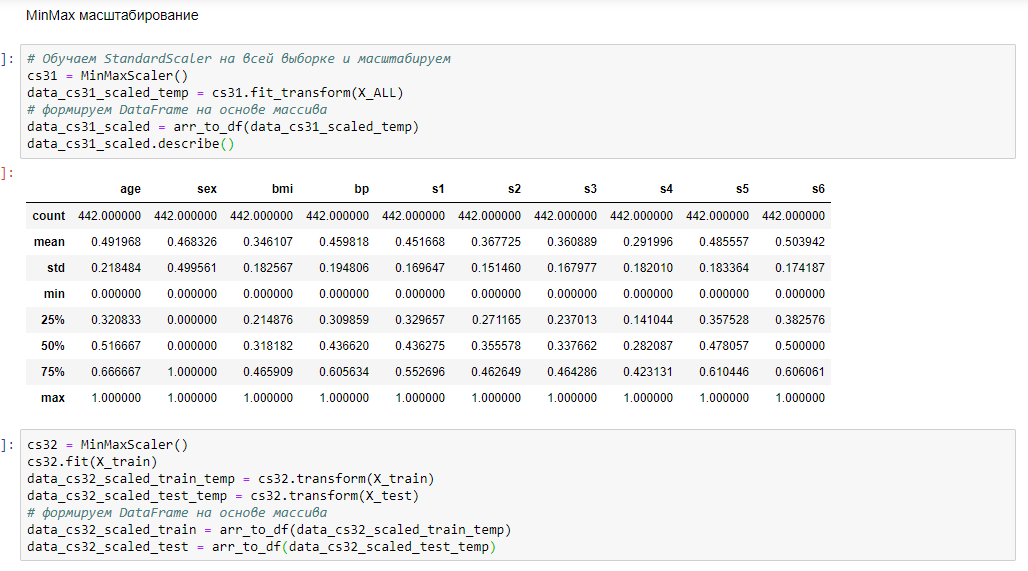 MinMax масштабирование
]:
# Обучаем StandardScaler на всей выборке и масштабируем
cs31 = MinMaxScaler()
data_cs31_scaled_temp = cs31.fit_transform(X_ALL)
# формируем DataFrame на основе массива
data_cs31_scaled = arr_to_df(data_cs31_scaled_temp)
data_cs31_scaled.describe()
]:
age sex bmi bp s1 s2 s3 s4 s5 s6
count 442.000000 442.000000 442.000000 442.000000 442.000000 442.000000 442.000000 442.000000 442.000000 442.000000
mean 0.491968 0.468326 0.346107 0.459818 0.451668 0.367725 0.360889 0.291996 0.485557 0.503942
std 0.218484 0.499561 0.182567 0.194806 0.169647 0.151460 0.167977 0.182010 0.183364 0.174187
min 0.000000 0.000000 0.000000 0.000000 0.000000 0.000000 0.000000 0.000000 0.000000 0.000000
25% 0.320833 0.000000 0.214876 0.309859 0.329657 0.271165 0.237013 0.141044 0.357528 0.382576
50% 0.516667 0.000000 0.318182 0.436620 0.436275 0.355578 0.337662 0.282087 0.478057 0.500000
75% 0.666667 1.000000 0.465909 0.605634 0.552696 0.462649 0.464286 0.423131 0.610446 0.606061
max 1.000000 1.000000 1.000000 1.000000 1.000000 1.000000 1.000000 1.000000 1.000000 1.000000
]:
cs32 = MinMaxScaler()
cs32.fit(X_train)
data_cs32_scaled_train_temp = cs32.transform(X_train)
data_cs32_scaled_test_temp = cs32.transform(X_test)
# формируем DataFrame на основе массива
data_cs32_scaled_train = arr_to_df(data_cs32_scaled_train_temp)
data_cs32_scaled_test = arr_to_df(data_cs32_scaled_test_temp)